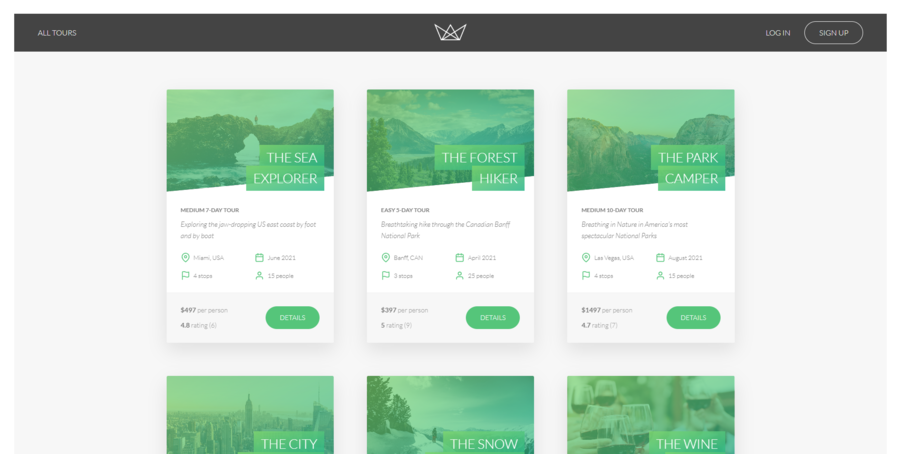 ALL TOURS
LOG IN
SIGN UP
THE SEA
EXPLORER
MEDIUM 7-DAY TOUR
Exploring the jaw-dropping US east coast by foot
and by boat
Miami, USA
June 2021
4 stops
15 people
$497 per person
4.8 rating (6)
DETAILS
THE FOREST
HIKER
EASY 5-DAY TOUR
Breathtaking hike through the Canadian Banff
National Park
Banff, CAN
April 2021
3 stops
25 people
$397 per person
5 rating (9)
DETAILS
THE PARK
CAMPER
MEDIUM 10-DAY TOUR
Breathing in Nature in America's most
spectacular National Parks
Las Vegas, USA
August 2021
4 stops
15 people
$1497 per person
4.7 rating (7)
DETAILS
THE CITY
THE SNOW
THE WINE